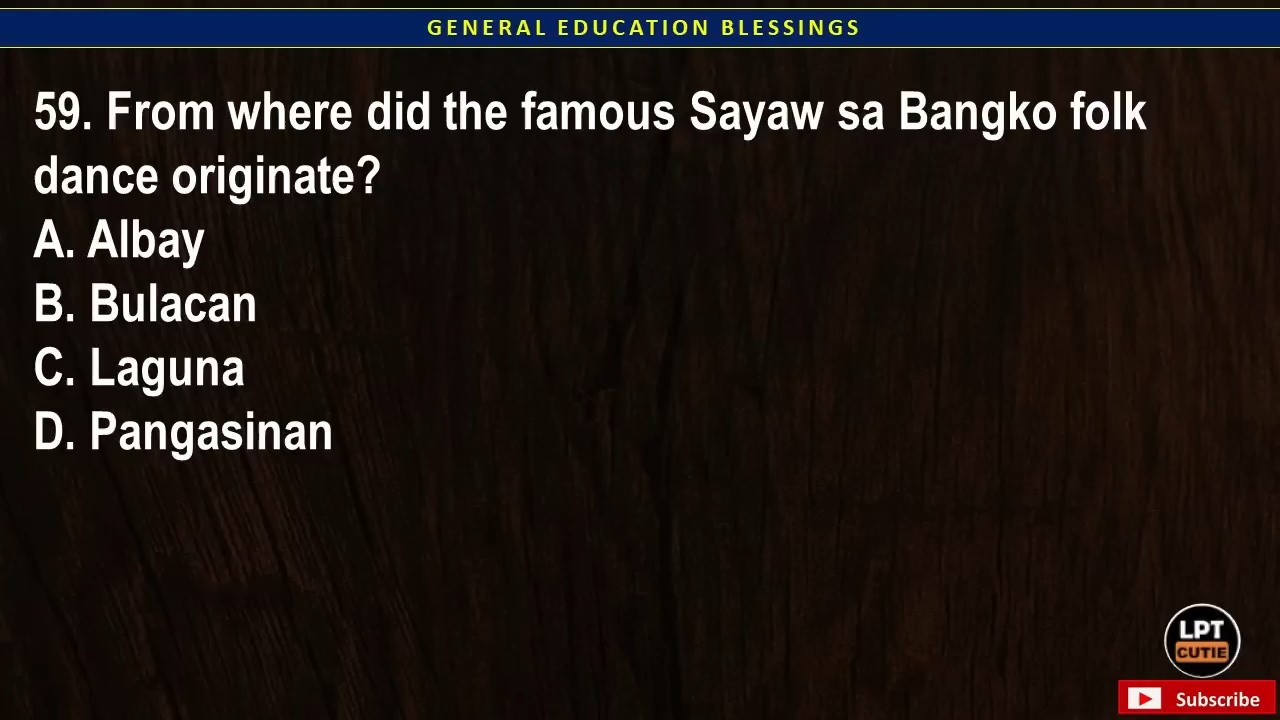 GENERAL EDUCATION BLESSINGS
59. From where did the famous Sayaw sa Bangko folk
dance originate?
A. Albay
B. Bulacan
C. Laguna
D. Pangasinan
LPT
CUTIE
Subscribe